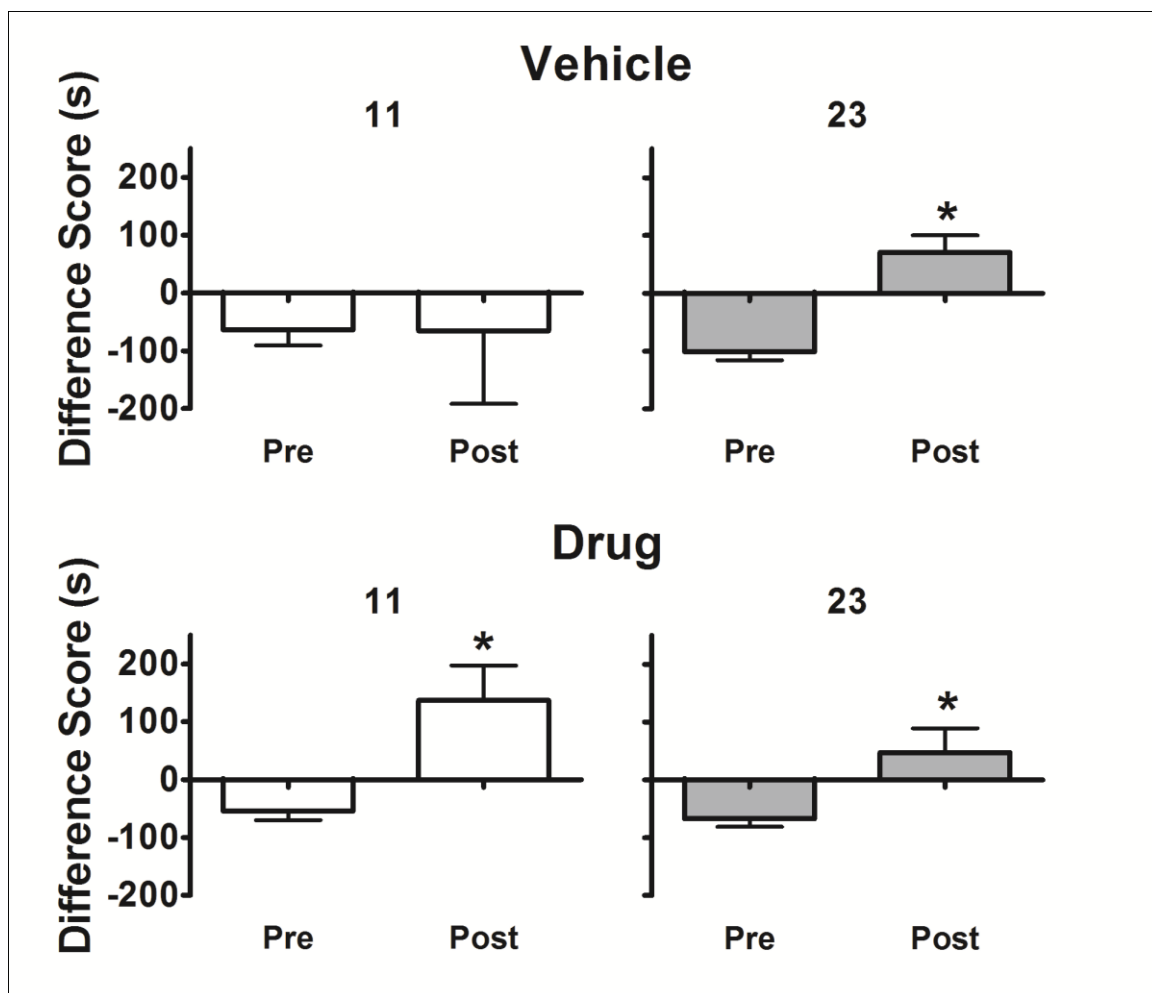 Vehicle
11 23
Difference Score (s)
200
100
0
-100
-200
*
Pre Post Pre Post
Drug
11 23
Difference Score (s)
200
100
0
-100
-200
* *
Pre Post Pre Post